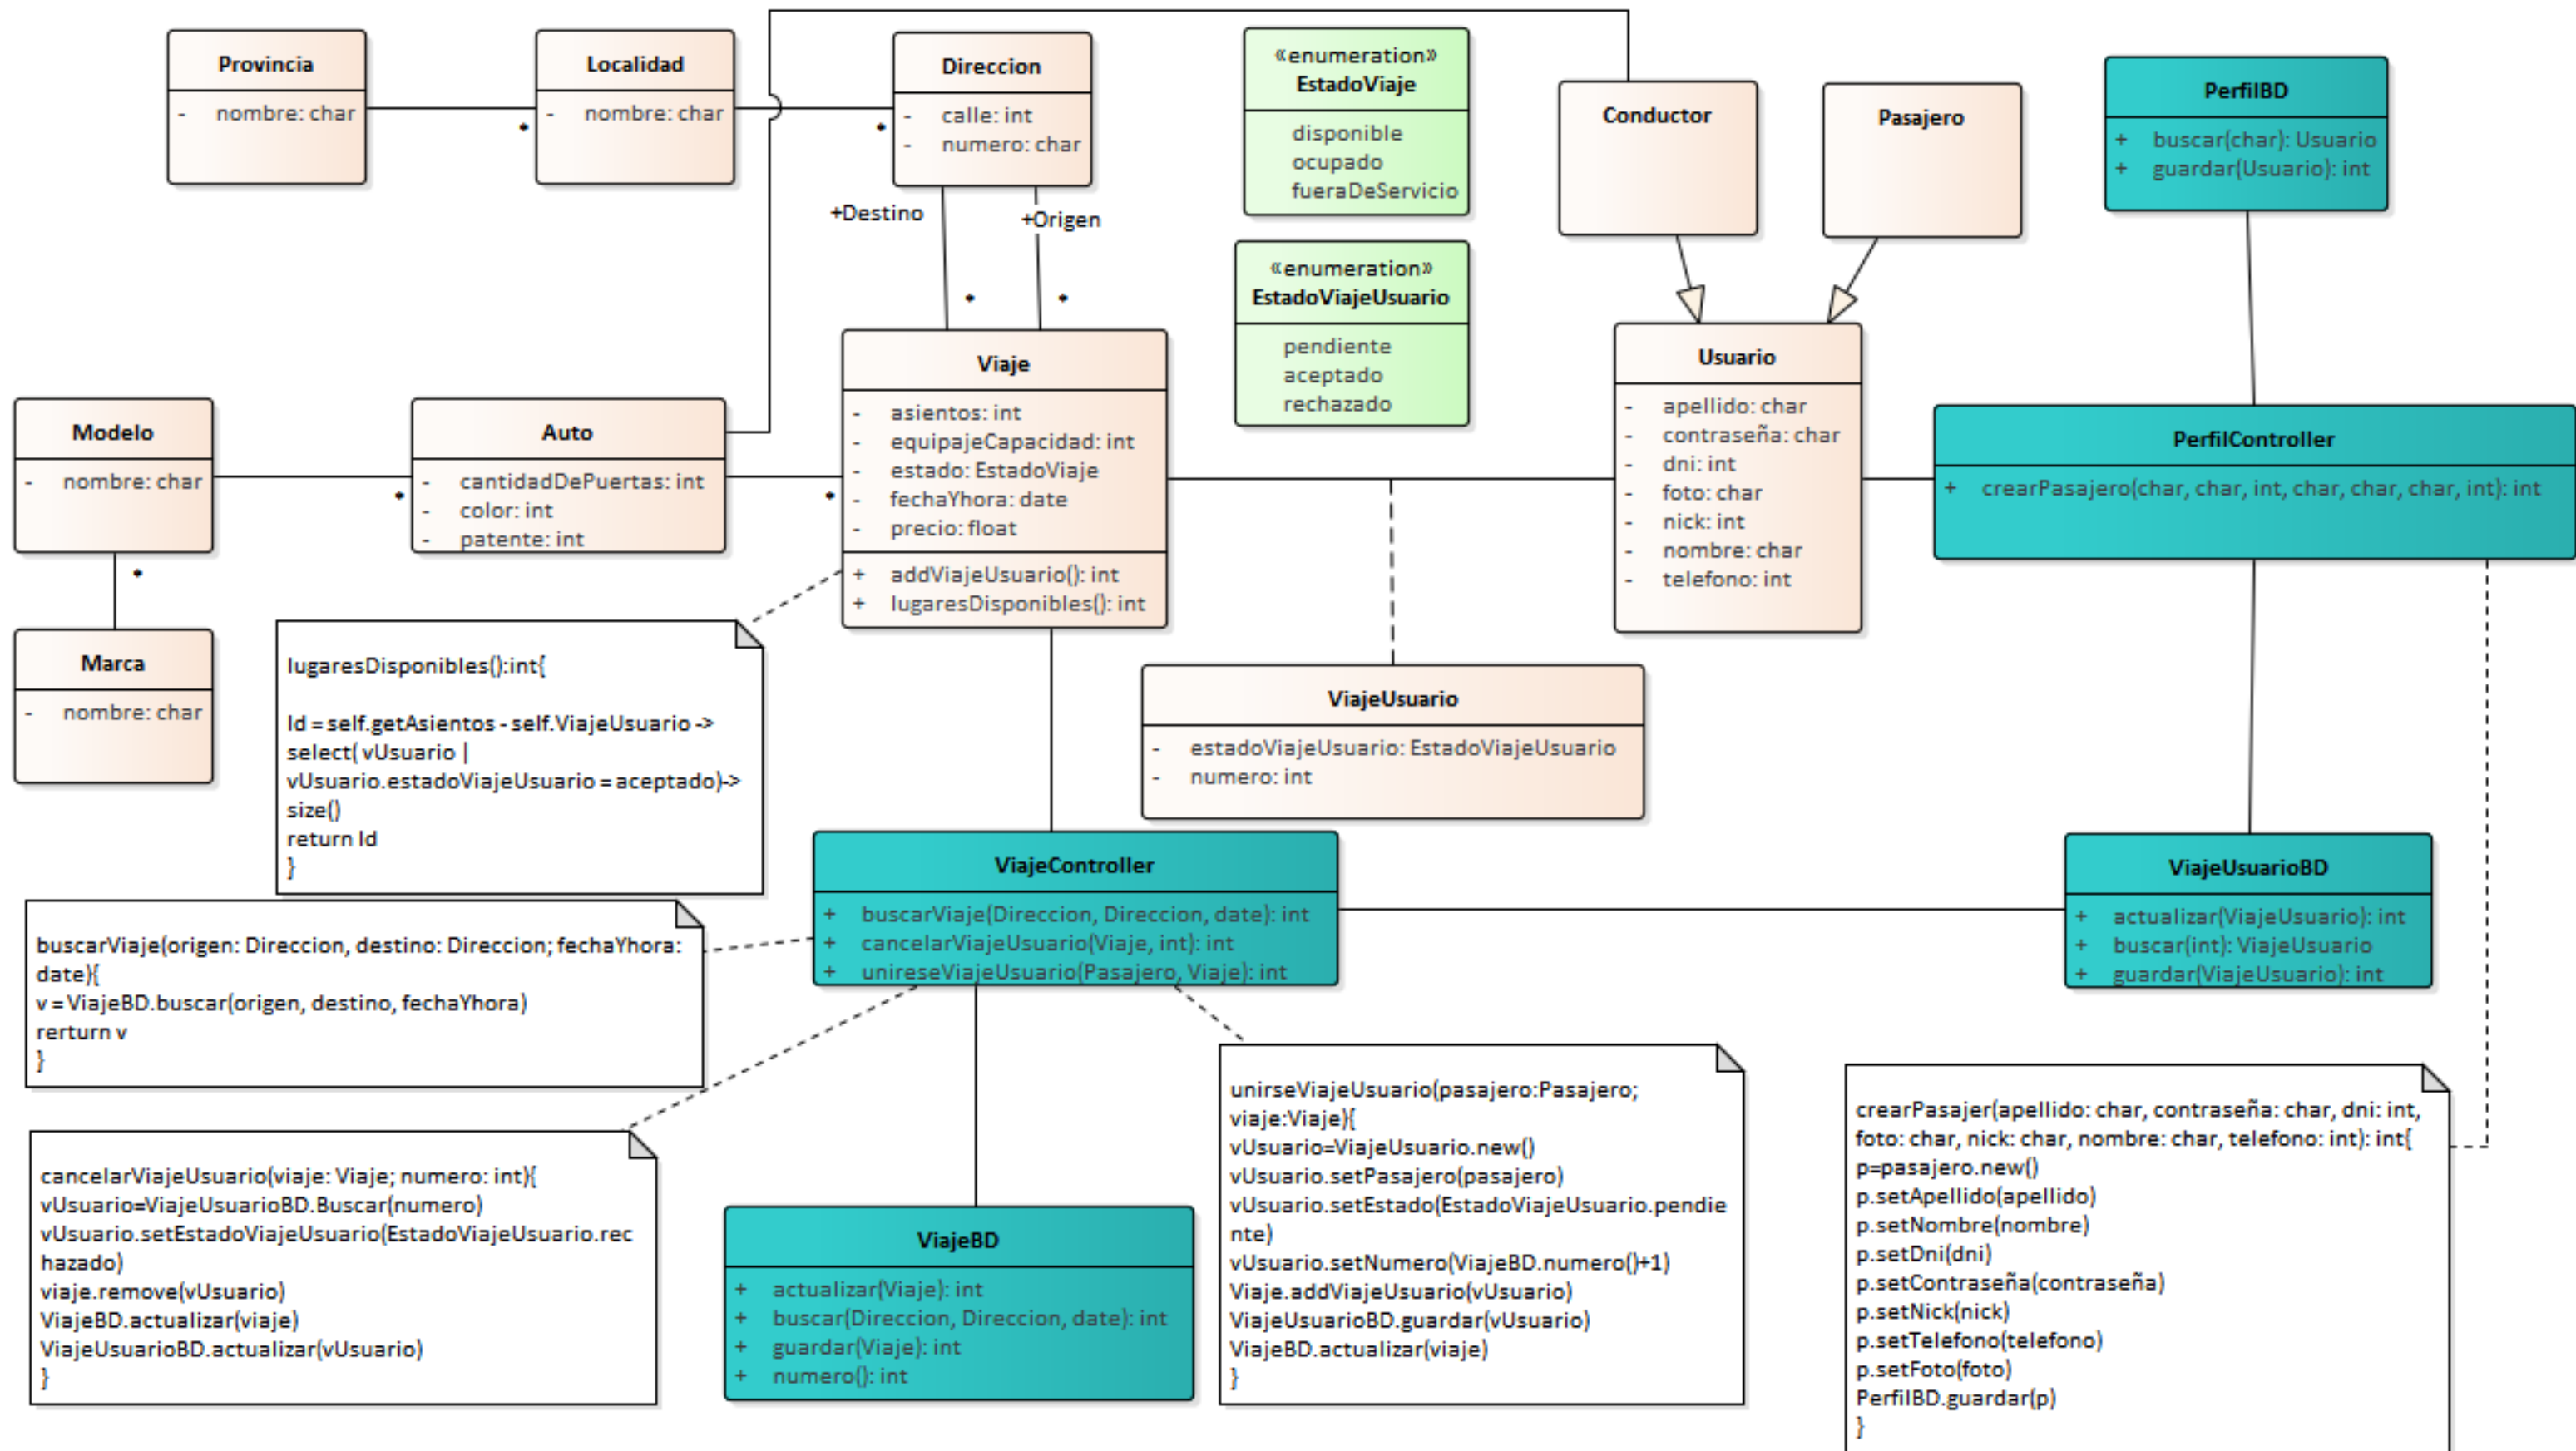 Provincia
- nombre: char
*
Localidad
- nombre: char
*
Direccion
- calle: int
- numero: char
+Destino
+Origen
*
*
«enumeration»
EstadoViaje
disponible
ocupado
fueraDeServicio
«enumeration»
EstadoViajeUsuario
pendiente
aceptado
rechazado
Conductor
Pasajero
PerfilBD
+ buscar(char): Usuario
+ guardar(Usuario): int
Modelo
- nombre: char
*
*
Marca
- nombre: char
Auto
- cantidadDePuertas: int
- color: int
- patente: int
*
Viaje
- asientos: int
- equipajeCapacidad: int
- estado: EstadoViaje
- fechaYhora: date
- precio: float
+ addViajeUsuario(): int
+ lugaresDisponibles(): int
Usuario
- apellido: char
- contraseña: char
- dni: int
- foto: char
- nick: int
- nombre: char
- telefono: int
PerfilController
+ crearPasajero(char, char, int, char, char, char, int): int
lugaresDisponibles():int{
ld = self.getAsientos - self.ViajeUsuario ->
select( vUsuario |
vUsuario.estadoViajeUsuario = aceptado)->
size()
return ld
}
ViajeUsuario
- estadoViajeUsuario: EstadoViajeUsuario
- numero: int
ViajeController
+ buscarViaje(Direccion, Direccion, date): int
+ cancelarViajeUsuario(Viaje, int): int
+ unireseViajeUsuario(Pasajero, Viaje): int
ViajeUsuarioBD
+ actualizar(ViajeUsuario): int
+ buscar(int): ViajeUsuario
+ guardar(ViajeUsuario): int
buscarViaje(origen: Direccion, destino: Direccion; fechaYhora:
date){
v = ViajeBD.buscar(origen, destino, fechaYhora)
rerturn v
}
cancelarViajeUsuario(viaje: Viaje; numero: int){
vUsuario=ViajeUsuarioBD.Buscar(numero)
vUsuario.setEstadoViajeUsuario(EstadoViajeUsuario.rec
hazado)
viaje.remove(vUsuario)
ViajeBD.actualizar(viaje)
ViajeUsuarioBD.actualizar(vUsuario)
}
ViajeBD
+ actualizar(Viaje): int
+ buscar(Direccion, Direccion, date): int
+ guardar(Viaje): int
+ numero(): int
unirseViajeUsuario(pasajero:Pasajero;
viaje:Viaje){
vUsuario=ViajeUsuario.new()
vUsuario.setPasajero(pasajero)
vUsuario.setEstado(EstadoViajeUsuario.pendie
nte)
vUsuario.setNumero(ViajeBD.numero()+1)
Viaje.addViajeUsuario(vUsuario)
ViajeUsuarioBD.guardar(vUsuario)
ViajeBD.actualizar(viaje)
}
crearPasajer(apellido: char, contraseña: char, dni: int,
foto: char, nick: char, nombre: char, telefono: int): int{
p=pasajero.new()
p.setApellido(apellido)
p.setNombre(nombre)
p.setDni(dni)
p.setContraseña(contraseña)
p.setNick(nick)
p.setTelefono(telefono)
p.setFoto(foto)
PerfilBD.guardar(p)
}